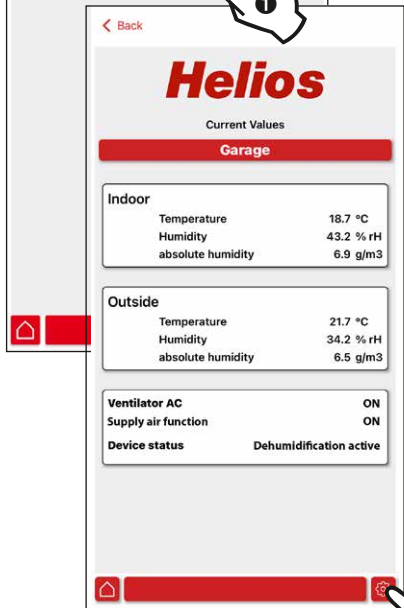 1
Back
Helios
Current Values
Garage
Indoor
Temperature 18.7 °C
Humidity 43.2 % rH
absolute humidity 6.9 g/m3
Outside
Temperature 21.7 °C
Humidity 34.2 % rH
absolute humidity 6.5 g/m3
Ventilator AC ON
Supply air function ON
Device status Dehumidification active